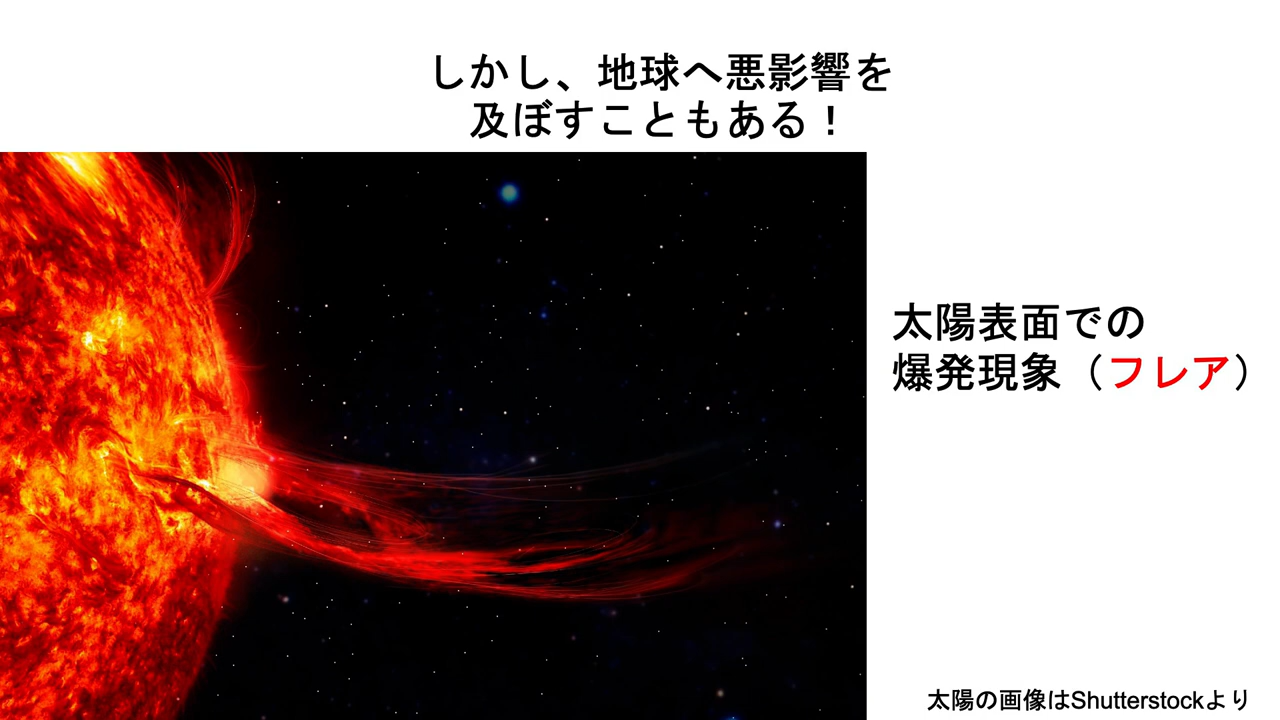 しかし、地球へ悪影響を
及ぼすこともある！
太陽表面での
爆発現象（フレア）
太陽の画像はShutterstockより